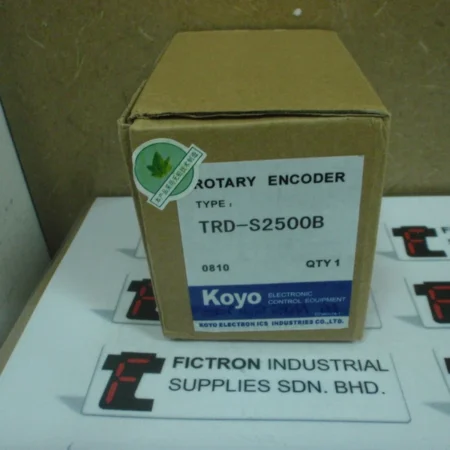 ROTARY ENCODER
TYPE:
TRD-S2500B
0810 QTY 1
Koyo ELECTRONIC
CONTROL EQUIPMENT
KOYO ELECTRONICS INDUSTRIES CO.,LTD.
FICTRON INDUSTRIAL
SUPPLIES SDN. BHD.